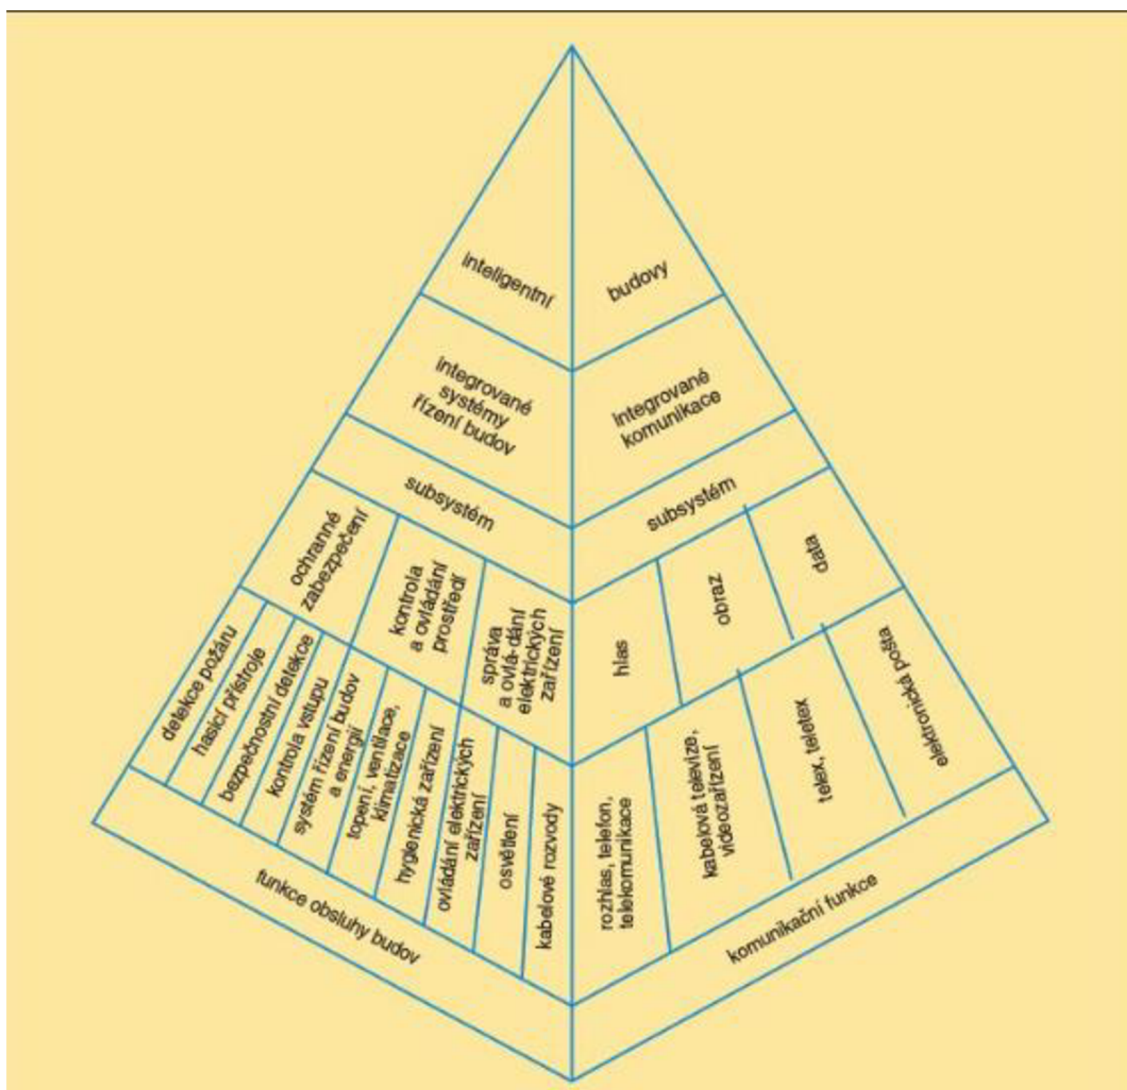 inteligentní
budovy
integrované
systémy
řízení budov
integrované
komunikace
subsystém
subsystém
ochranné
zabezpečení
kontrola
a ovládání
prostředí
správa
a ovlá-dání
elektrických
zařízení
hlas
obraz
data
detekce požáru
hasicí přístroje
bezpečnostní detekce
kontrola vstupu
systém řízení budov
a energií
topení, ventilace,
klimatizace
hygienická zařízení
ovládání elektrických
zařízení
osvětlení
kabelové rozvody
rozhlas, telefon,
telekomunikace
kabelová televize,
videozařízení
telex, teletex
elektronická pošta
funkce obsluhy budov
komunikační funkce